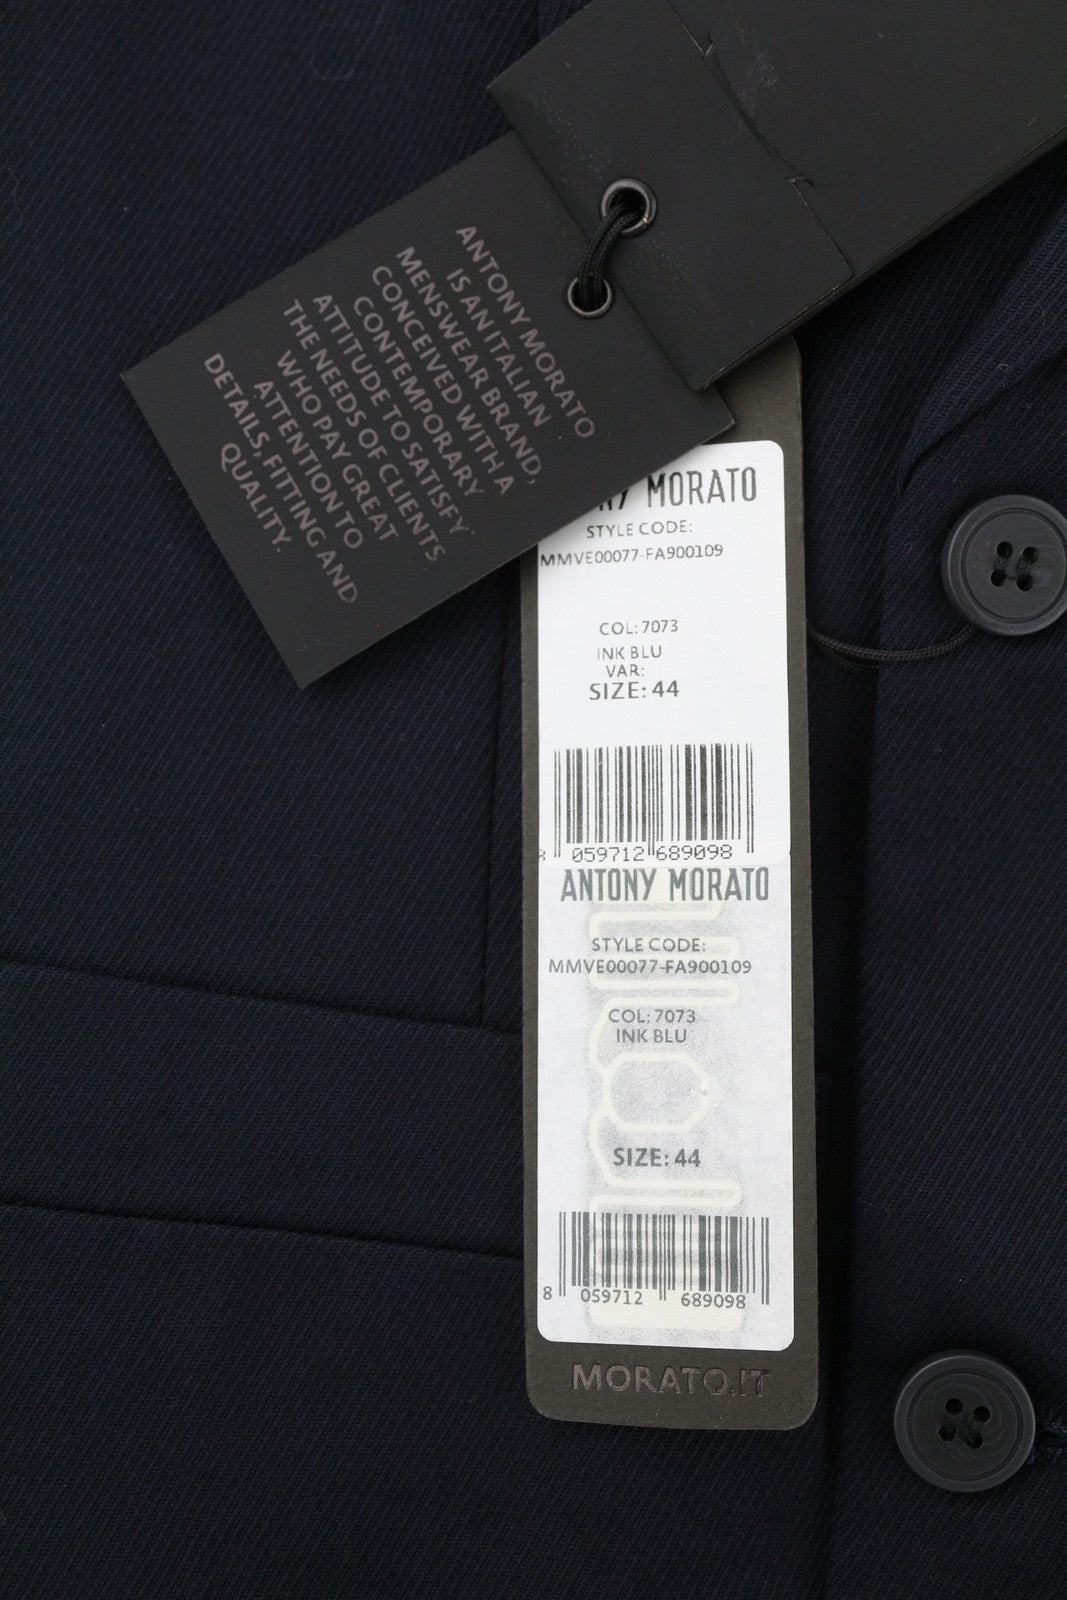 ANTONY MORATO
IS AN ITALIAN
MENSWEAR BRAND,
CONCEIVED WITH A
CONTEMPORARY
ATTITUDE TO SATISFY
THE NEEDS OF CLIENTS
WHO PAY GREAT
ATTENTION TO
DETAILS, FITTING AND
QUALITY.
NY MORATO
STYLE CODE:
MMVE00077-FA900109
COL: 7073
INK BLU
VAR:
SIZE: 44
059712 689098
ANTONY MORATO
STYLE CODE:
MMVE00077-FA900109
COL: 7073
INK BLU
SIZE: 44
8 059712 689098
MORATO.IT